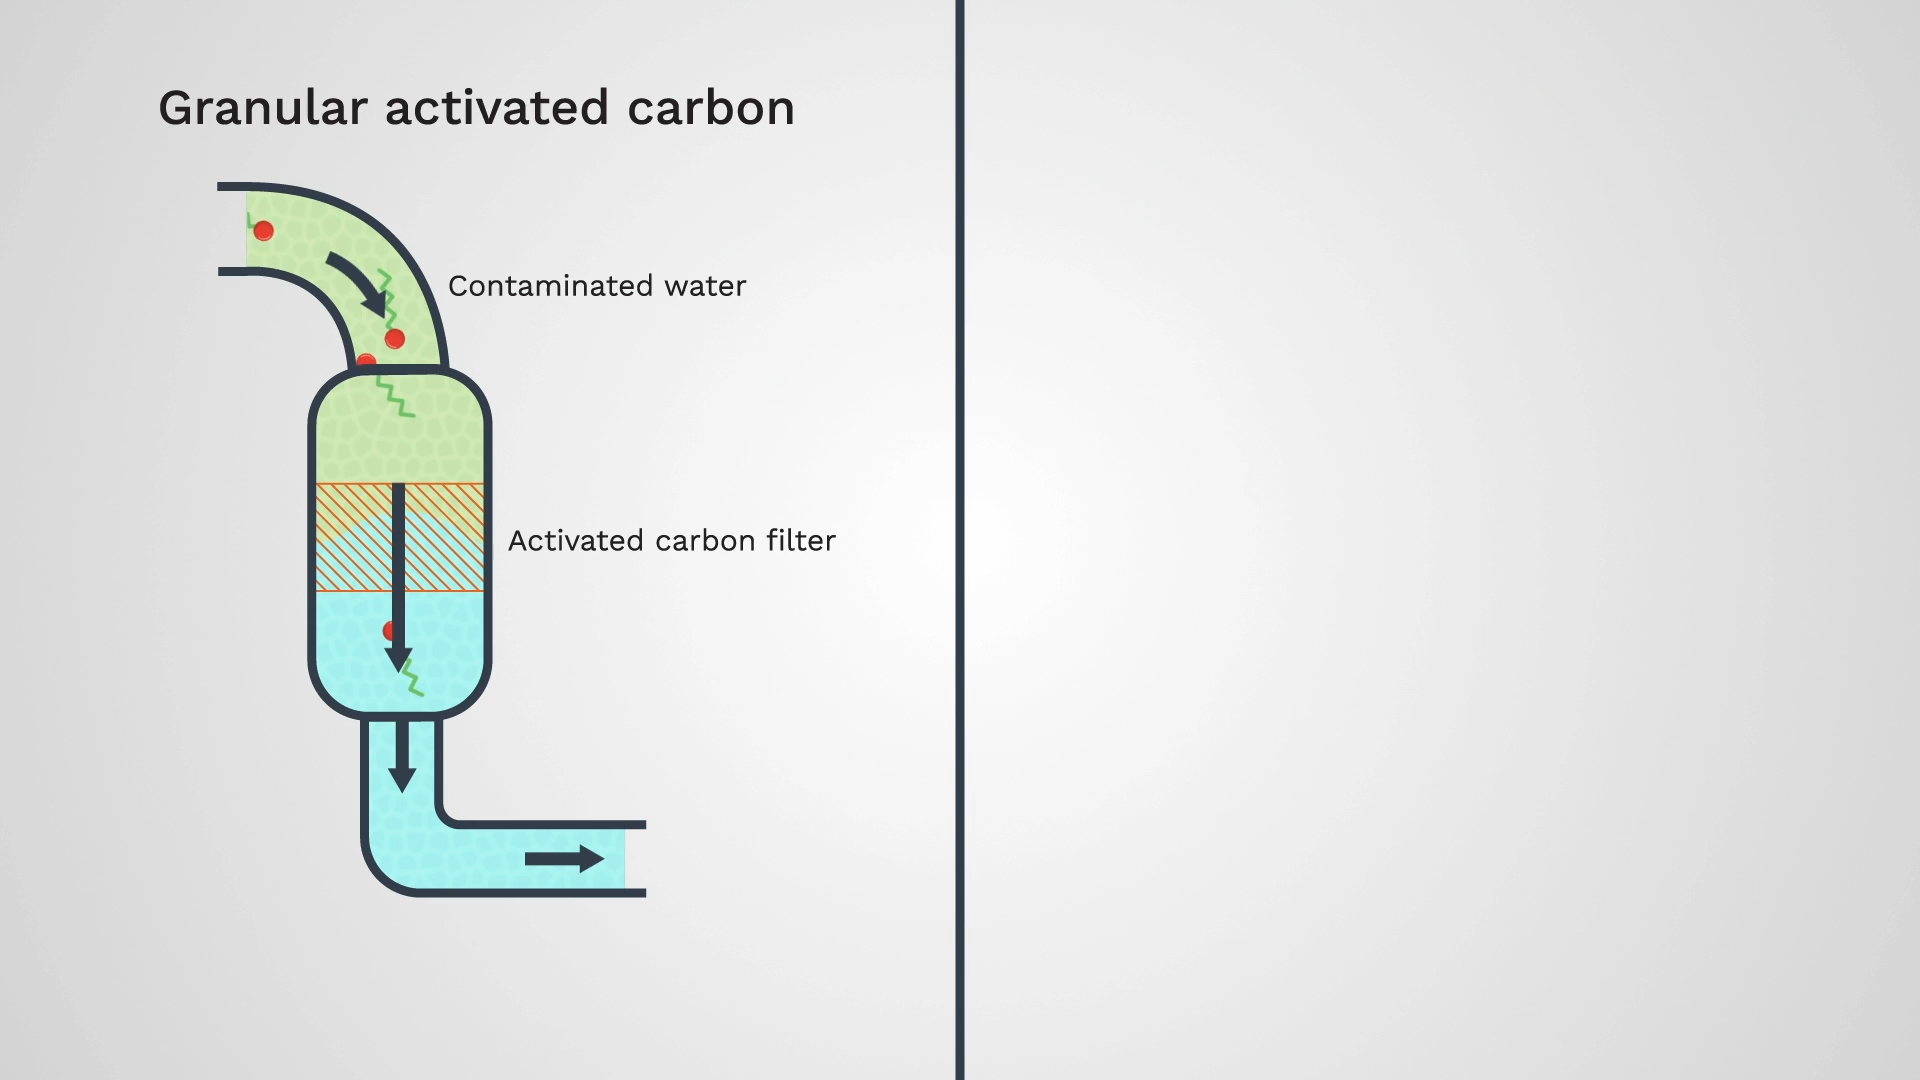 Granular activated carbon
Contaminated water
Activated carbon filter